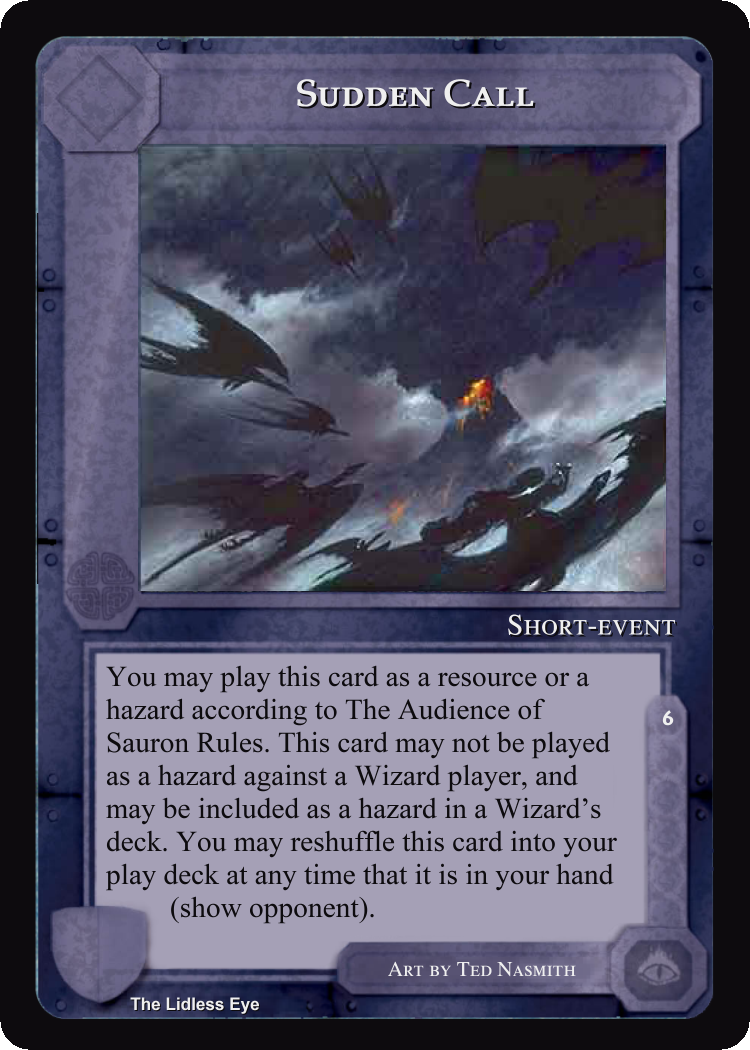 Sudden Call
Short-event
You may play this card as a resource or a
hazard according to The Audience of
Sauron Rules. This card may not be played
as a hazard against a Wizard player, and
may be included as a hazard in a Wizard's
deck. You may reshuffle this card into your
play deck at any time that it is in your hand
(show opponent).
6
Art by Ted Nasmith
The Lidless Eye